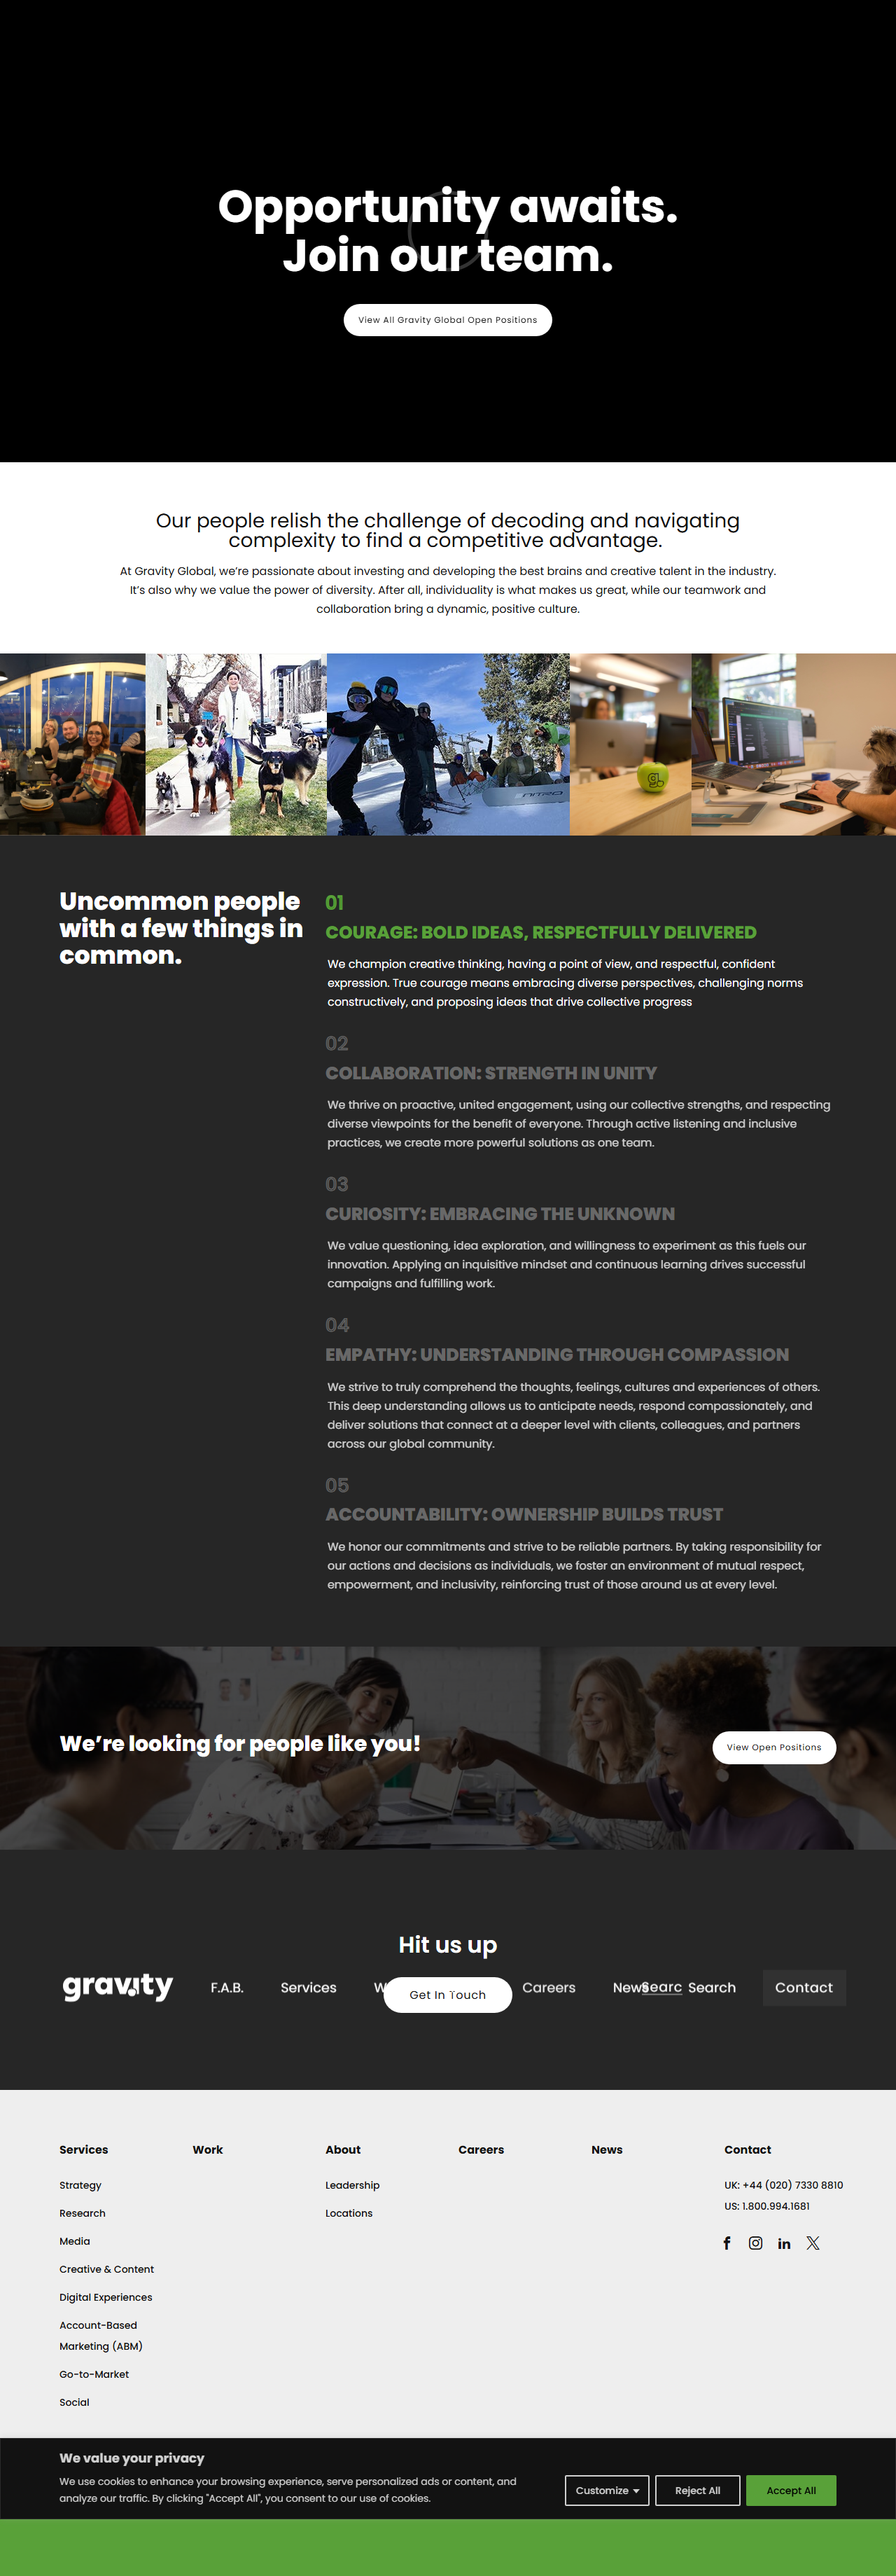 Opportunity awaits.
Join our team.
View All Gravity Global Open Positions
Our people relish the challenge of decoding and navigating
complexity to find a competitive advantage.
At Gravity Global, we're passionate about investing and developing the best brains and creative talent in the industry.
It's also why we value the power of diversity. After all, individuality is what makes us great, while our teamwork and
collaboration bring a dynamic, positive culture.
NITRO
g
Uncommon people
with a few things in
common.
01
COURAGE: BOLD IDEAS, RESPECTFULLY DELIVERED
We champion creative thinking, having a point of view, and respectful, confident
expression. True courage means embracing diverse perspectives, challenging norms
constructively, and proposing ideas that drive collective progress
02
COLLABORATION: STRENGTH IN UNITY
We thrive on proactive, united engagement, using our collective strengths, and respecting
diverse viewpoints for the benefit of everyone. Through active listening and inclusive
practices, we create more powerful solutions as one team.
03
CURIOSITY: EMBRACING THE UNKNOWN
We value questioning, idea exploration, and willingness to experiment as this fuels our
innovation. Applying an inquisitive mindset and continuous learning drives successful
campaigns and fulfilling work.
04
EMPATHY: UNDERSTANDING THROUGH COMPASSION
We strive to truly comprehend the thoughts, feelings, cultures and experiences of others.
This deep understanding allows us to anticipate needs, respond compassionately, and
deliver solutions that connect at a deeper level with clients, colleagues, and partners
across our global community.
05
ACCOUNTABILITY: OWNERSHIP BUILDS TRUST
We honor our commitments and strive to be reliable partners. By taking responsibility for
our actions and decisions as individuals, we foster an environment of mutual respect,
empowerment, and inclusivity, reinforcing trust of those around us at every level.
We're looking for people like you!
View Open Positions
Hit us up
gravity
F.A.B.
Services
Get In Touch
Careers
News
Searc
Search
Contact
Services
Strategy
Research
Media
Creative & Content
Digital Experiences
Account-Based
Marketing (ABM)
Go-to-Market
Social
Work
About
Leadership
Locations
Careers
News
Contact
UK: +44 (020) 7330 8810
US: 1.800.994.1681
f
in
X
We value your privacy
We use cookies to enhance your browsing experience, serve personalized ads or content, and
analyze our traffic. By clicking "Accept All", you consent to our use of cookies.
Customize
Reject All
Accept All